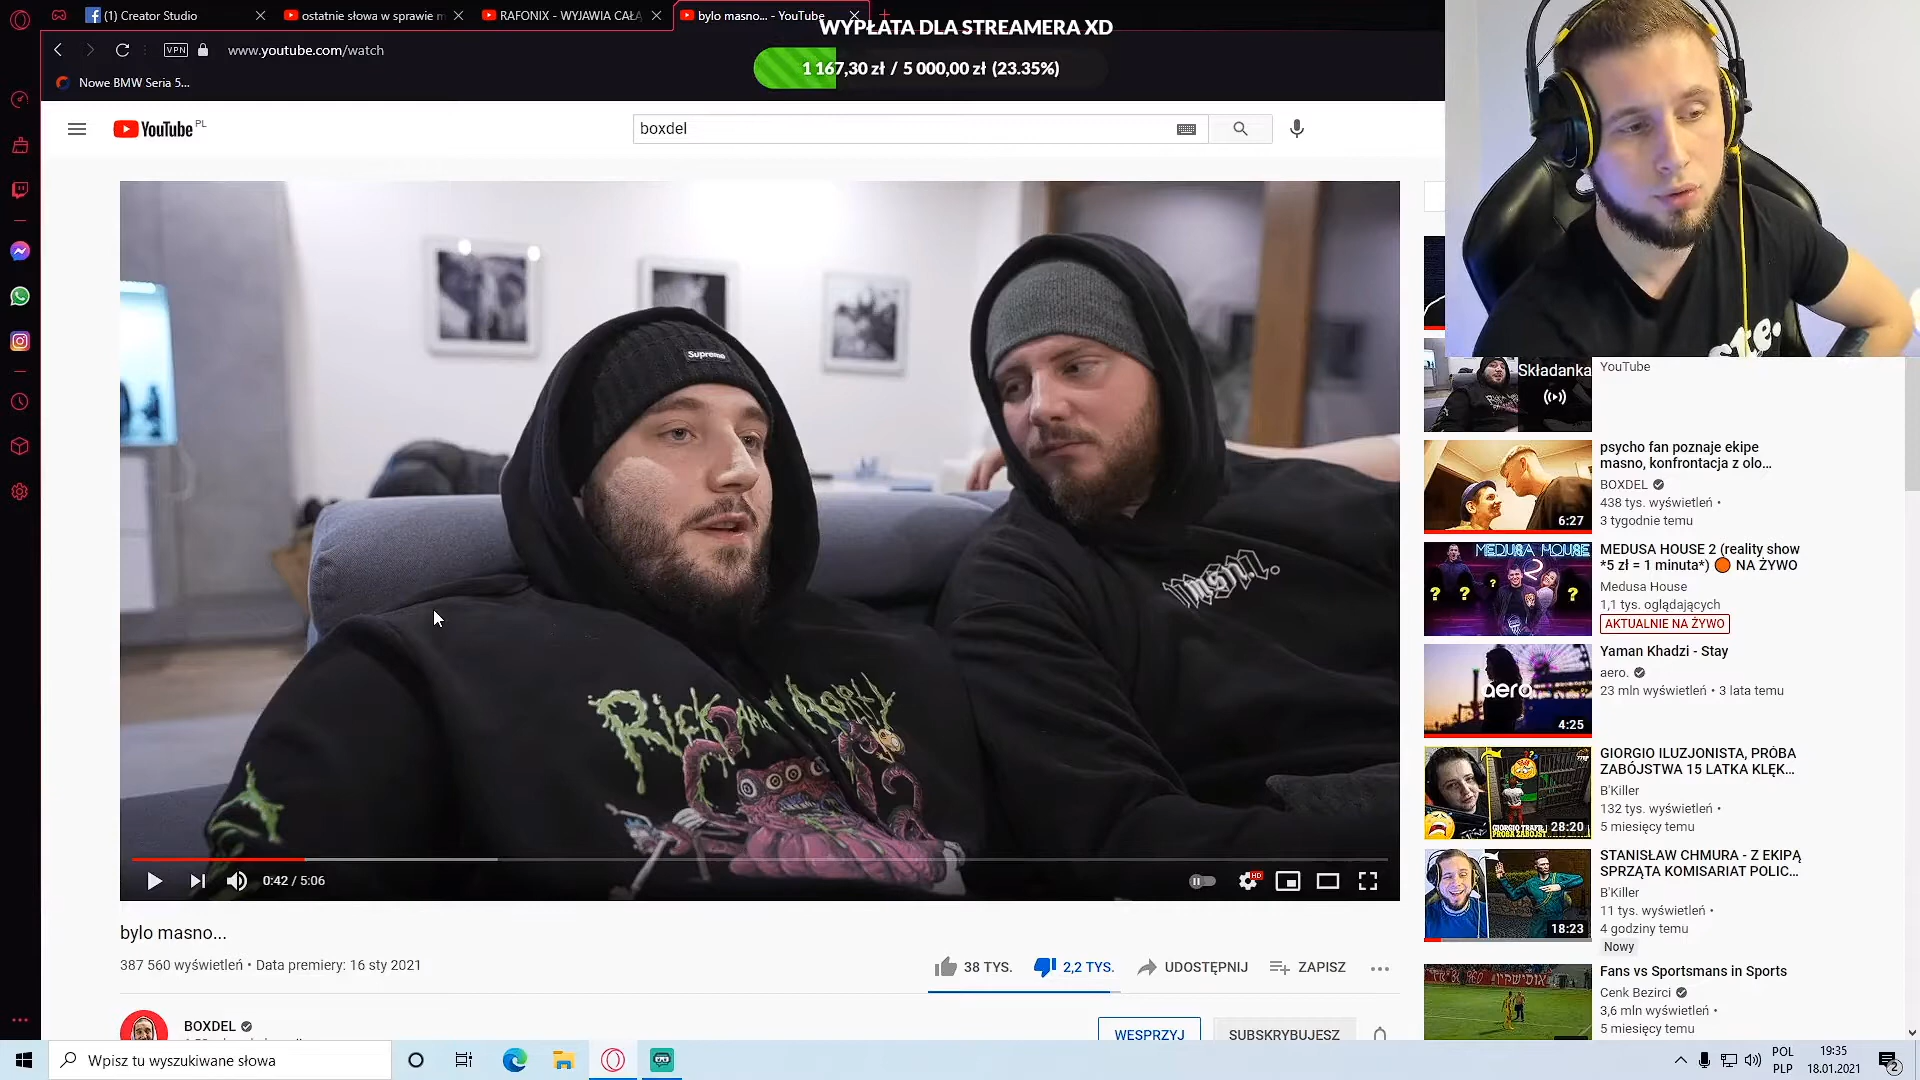 (1) Creator Studio
ostatnie słowa w sprawie m
RAFONIX - WYJAWIA CAŁĄ
bylo masno... - YouTube
WYPŁATA DLA STREAMERA XD
VPN
www.youtube.com/watch
1 167,30 zł / 5 000,00 zł (23.35%)
Nowe BMW Seria 5...
YouTube PL
boxdel
Supreme
msnl.
RICK AND MORTY
0:42 / 5:06
HD
bylo masno...
387 560 wyświetleń • Data premiery: 16 sty 2021
38 TYS.
2,2 TYS.
UDOSTĘPNIJ
ZAPISZ
BOXDEL
WESPRZYJ
SUBSKRYBUJESZ
Składanka
YouTube
6:27
psycho fan poznaje ekipe
masno, konfrontacja z olo...
BOXDEL
438 tys. wyświetleń •
3 tygodnie temu
MEDUSA HOUSE
2
? ? ? ?
MEDUSA HOUSE 2 (reality show
*5 zł = 1 minuta*) NA ŻYWO
Medusa House
1,1 tys. oglądających
AKTUALNIE NA ŻYWO
aero.
4:25
Yaman Khadzi - Stay
aero.
23 mln wyświetleń • 3 lata temu
28:20
GIORGIO ILUZJONISTA, PRÓBA
ZABÓJSTWA 15 LATKA KLĘK...
B'Killer
132 tys. wyświetleń •
5 miesięcy temu
18:23
STANISŁAW CHMURA - Z EKIPĄ
SPRZĄTA KOMISARIAT POLIC...
B'Killer
11 tys. wyświetleń •
4 godziny temu
Nowy
Fans vs Sportsmans in Sports
Cenk Bezirci
3,6 mln wyświetleń •
5 miesięcy temu
Wpisz tu wyszukiwane słowa
POL
PLP
19:35
18.01.2021
2